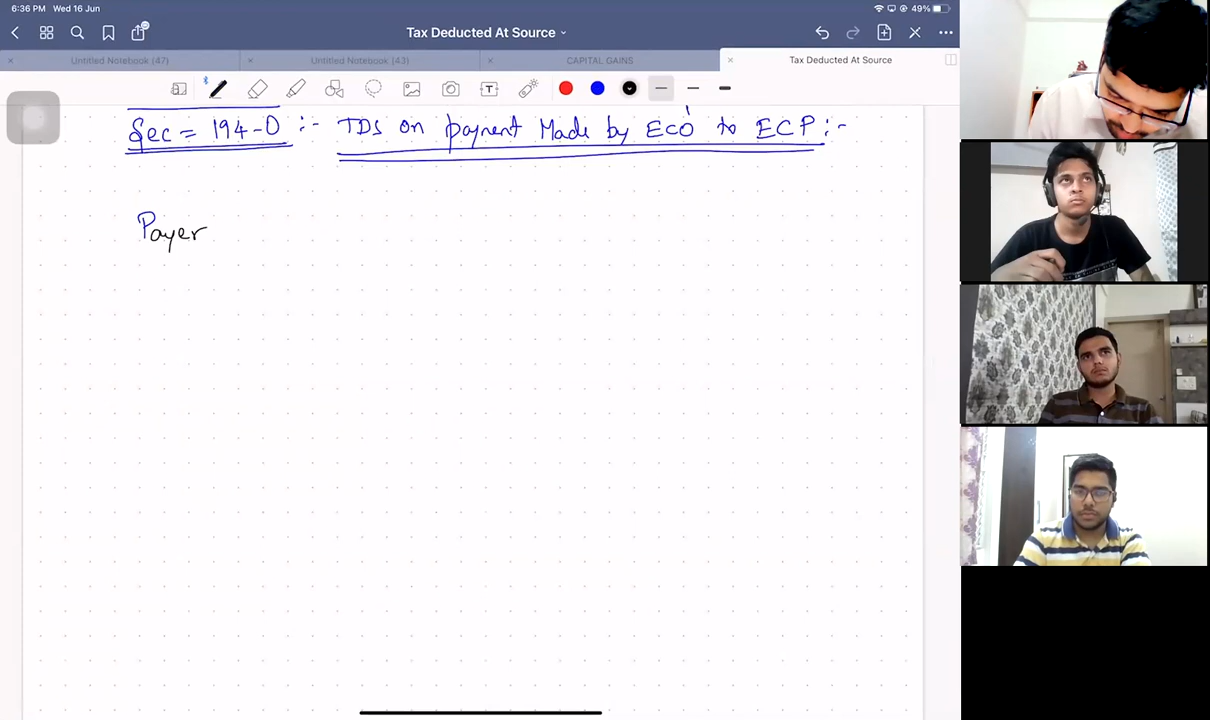 6:36 PM Wed 16 Jun
49%
Tax Deducted At Source
Untitled Notebook (47)
Untitled Notebook (43)
CAPITAL GAINS
Tax Deducted At Source
T
Sec = 194-O :- TDS on payment Made by ECO to ECP :-
Payer